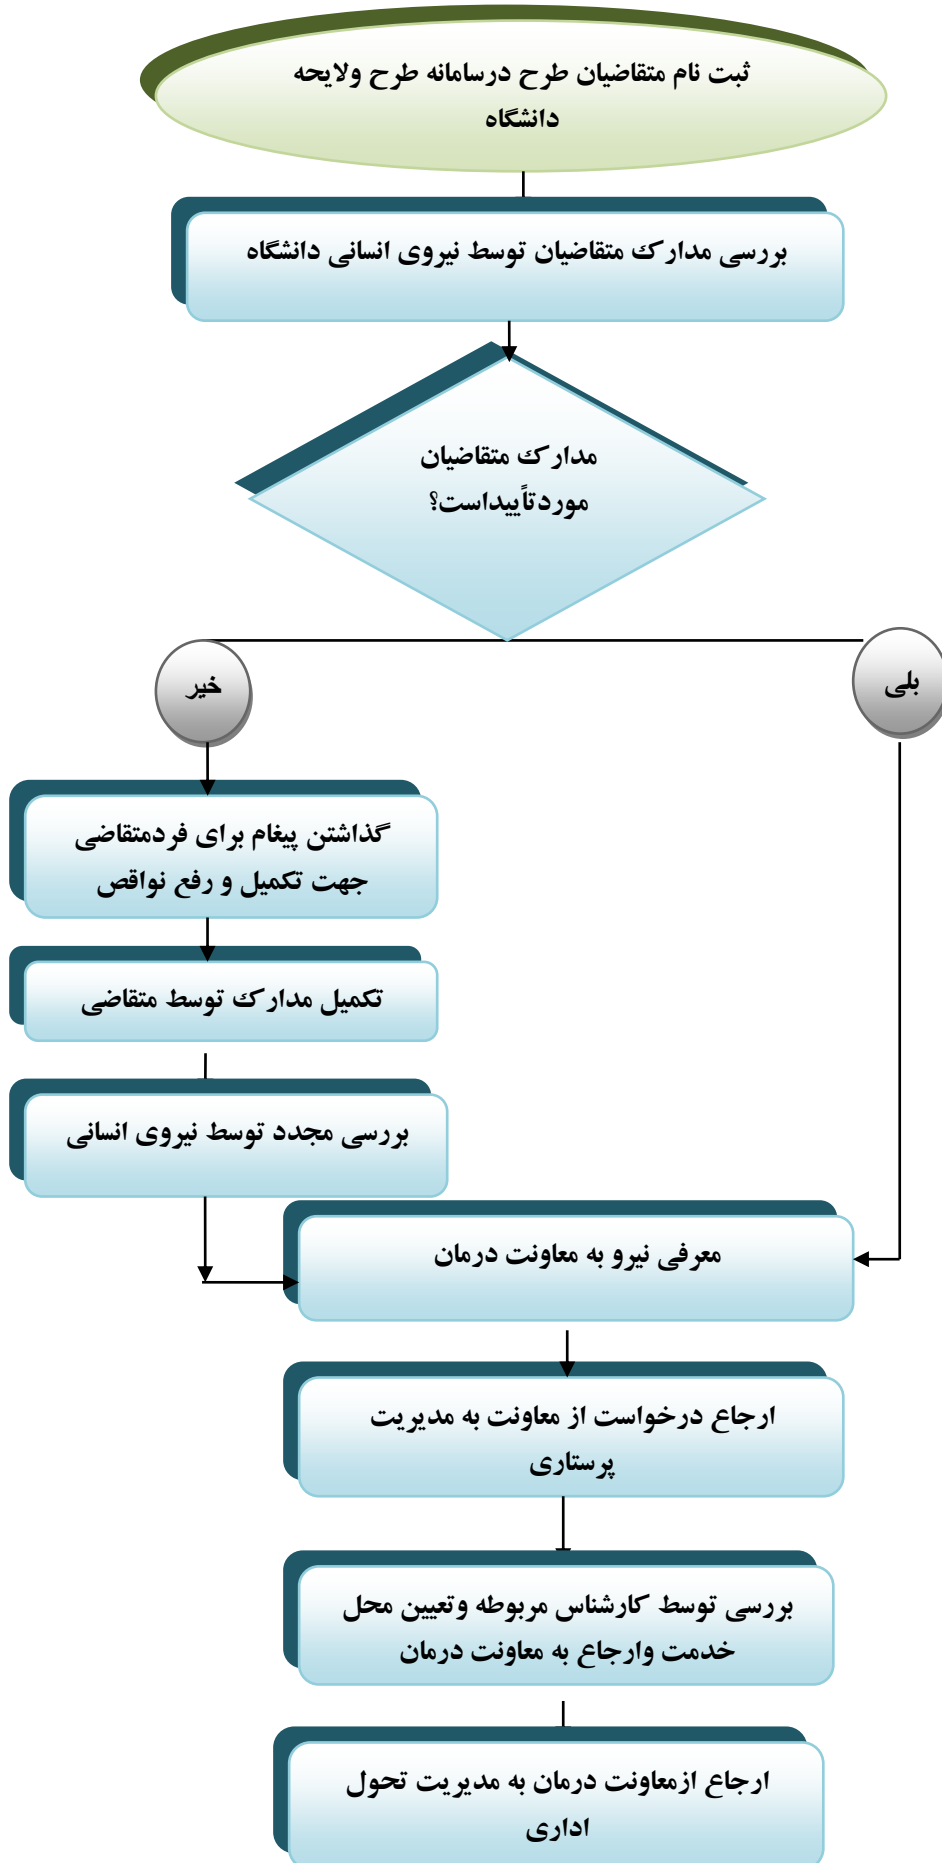 ثبت نام متقاضیان طرح درسامانه طرح ولایحه
دانشگاه
بررسی مدارک متقاضیان توسط نیروی انسانی دانشگاه
مدارک متقاضیان
موردتأییداست؟
بلی
خیر
گذاشتن پیغام برای فردمتقاضی
جهت تکمیل و رفع نواقص
تکمیل مدارک توسط متقاضی
بررسی مجدد توسط نیروی انسانی
معرفی نیرو به معاونت درمان
ارجاع درخواست از معاونت به مدیریت
پرستاری
بررسی توسط کارشناس مربوطه وتعیین محل
خدمت وارجاع به معاونت درمان
ارجاع ازمعاونت درمان به مدیریت تحول
اداری